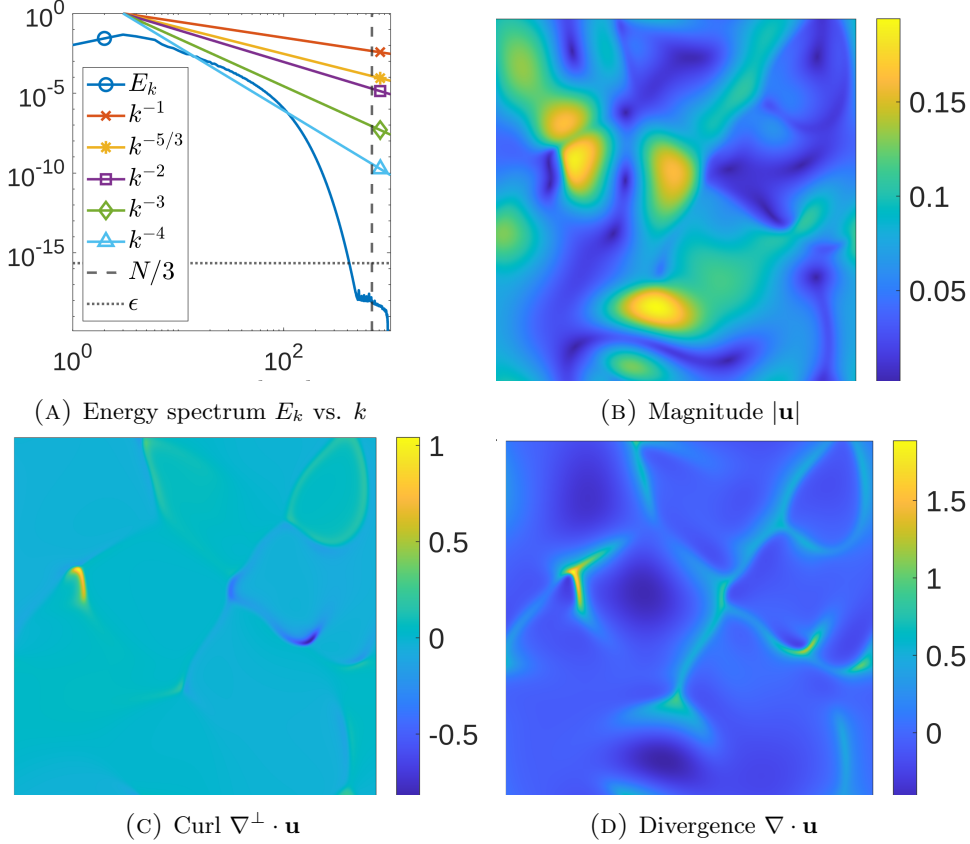 10^0
10^-5
10^-10
10^-15
E_k
k^-1
k^-5/3
k^-2
k^-3
k^-4
N/3
ϵ
10^0
10^2
(A) Energy spectrum E_k vs. k
0.15
0.1
0.05
(B) Magnitude |u|
1
0.5
0
-0.5
(C) Curl ∇^⊥ · u
1.5
1
0.5
0
(D) Divergence ∇ · u